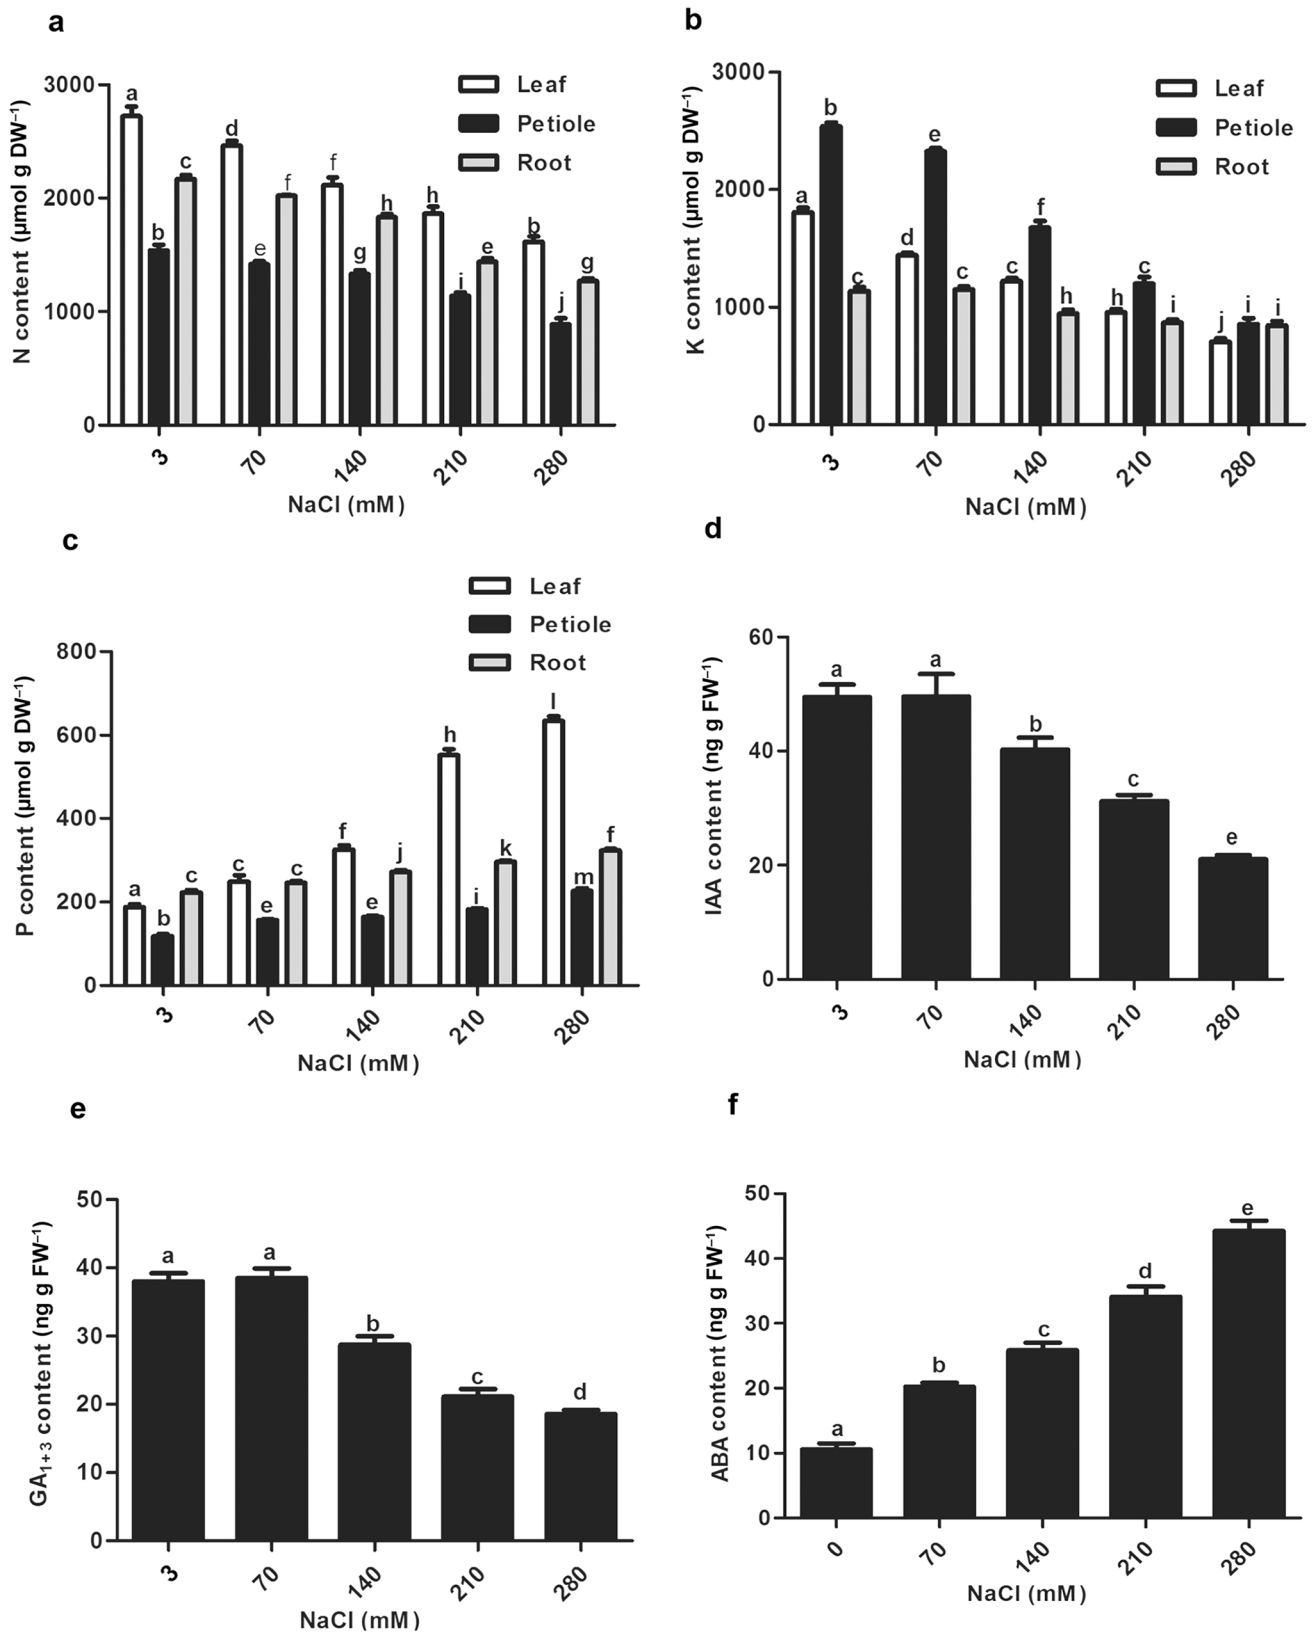 a
N content (µmol g DW⁻¹)
3000
2000
1000
0
Leaf
Petiole
Root
a b c
d e f
f g h
h i e
b j g
3 70 140 210 280
NaCl (mM)
b
K content (µmol g DW⁻¹)
3000
2000
1000
0
Leaf
Petiole
Root
a b c
d e c
c f h
h c i
j i i
3 70 140 210 280
NaCl (mM)
c
P content (µmol g DW⁻¹)
800
600
400
200
0
Leaf
Petiole
Root
a b c
c e c
f e j
h i k
l m f
3 70 140 210 280
NaCl (mM)
d
IAA content (ng g FW⁻¹)
60
40
20
0
a a b c e
3 70 140 210 280
NaCl (mM)
e
GA₁₊₃ content (ng g FW⁻¹)
50
40
30
20
10
0
a a b c d
3 70 140 210 280
NaCl (mM)
f
ABA content (ng g FW⁻¹)
50
40
30
20
10
0
a b c d e
0 70 140 210 280
NaCl (mM)